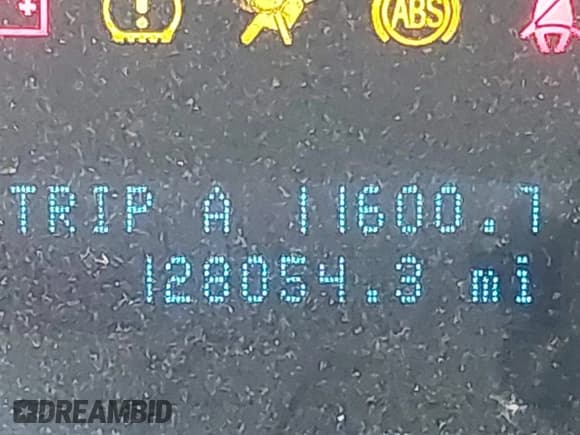 ABS
TRIP A 11600.7
128054.3 mi
DREAMBID